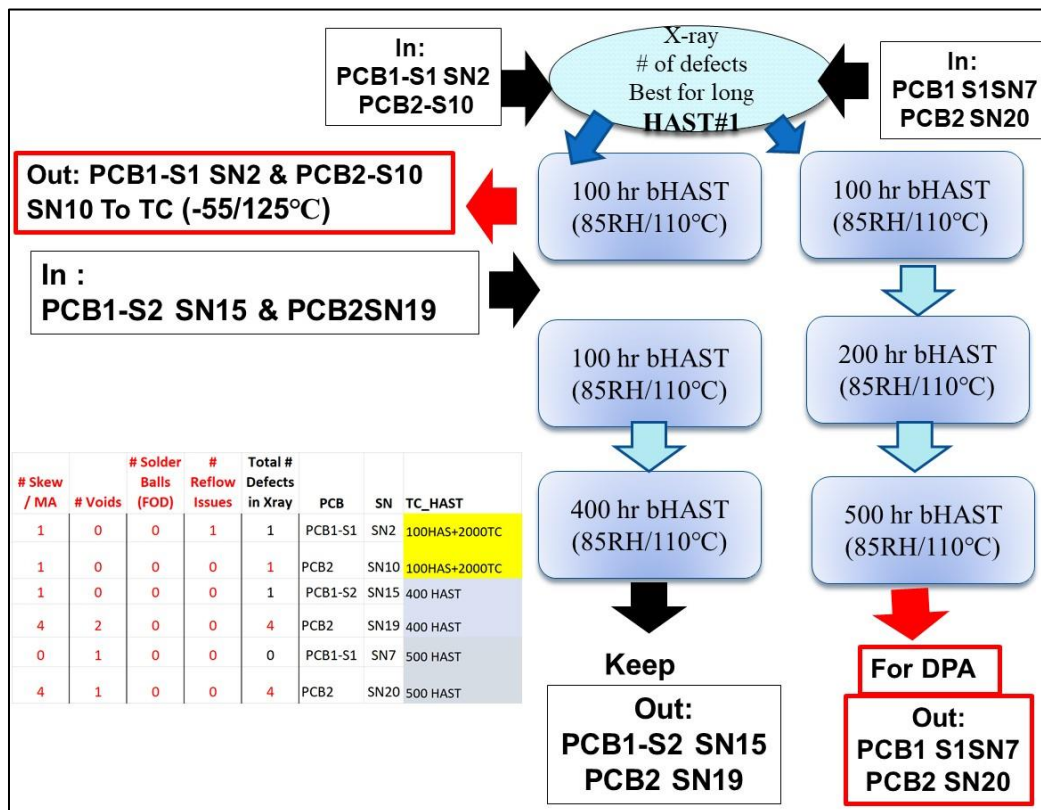 In:
PCB1-S1 SN2
PCB2-S10
X-ray
# of defects
Best for long
HAST#1
In:
PCB1 S1SN7
PCB2 SN20
Out: PCB1-S1 SN2 & PCB2-S10
SN10 To TC (-55/125°C)
100 hr bHAST
(85RH/110°C)
100 hr bHAST
(85RH/110°C)
In :
PCB1-S2 SN15 & PCB2SN19
100 hr bHAST
(85RH/110°C)
200 hr bHAST
(85RH/110°C)
400 hr bHAST
(85RH/110°C)
500 hr bHAST
(85RH/110°C)
# Skew / MA # Voids # Solder Balls (FOD) # Reflow Issues Total # Defects in Xray PCB SN TC_HAST
1 0 0 1 1 PCB1-S1 SN2 100HAS+2000TC
1 0 0 0 1 PCB2 SN10 100HAS+2000TC
1 0 0 0 1 PCB1-S2 SN15 400 HAST
4 2 0 0 4 PCB2 SN19 400 HAST
0 1 0 0 0 PCB1-S1 SN7 500 HAST
4 1 0 0 4 PCB2 SN20 500 HAST
Keep
Out:
PCB1-S2 SN15
PCB2 SN19
For DPA
Out:
PCB1 S1SN7
PCB2 SN20